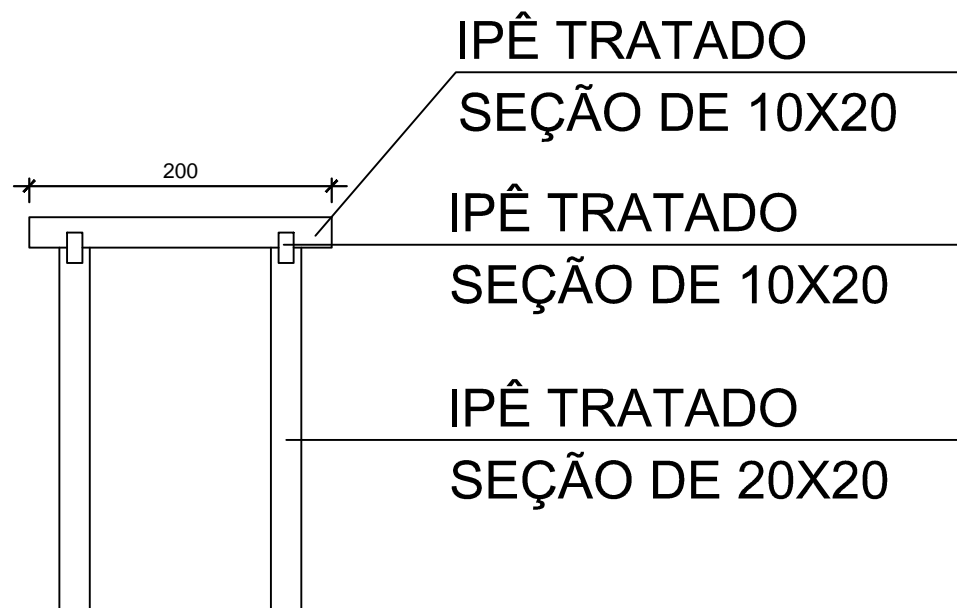 IPÊ TRATADO
SEÇÃO DE 10X20
200
IPÊ TRATADO
SEÇÃO DE 10X20
IPÊ TRATADO
SEÇÃO DE 20X20